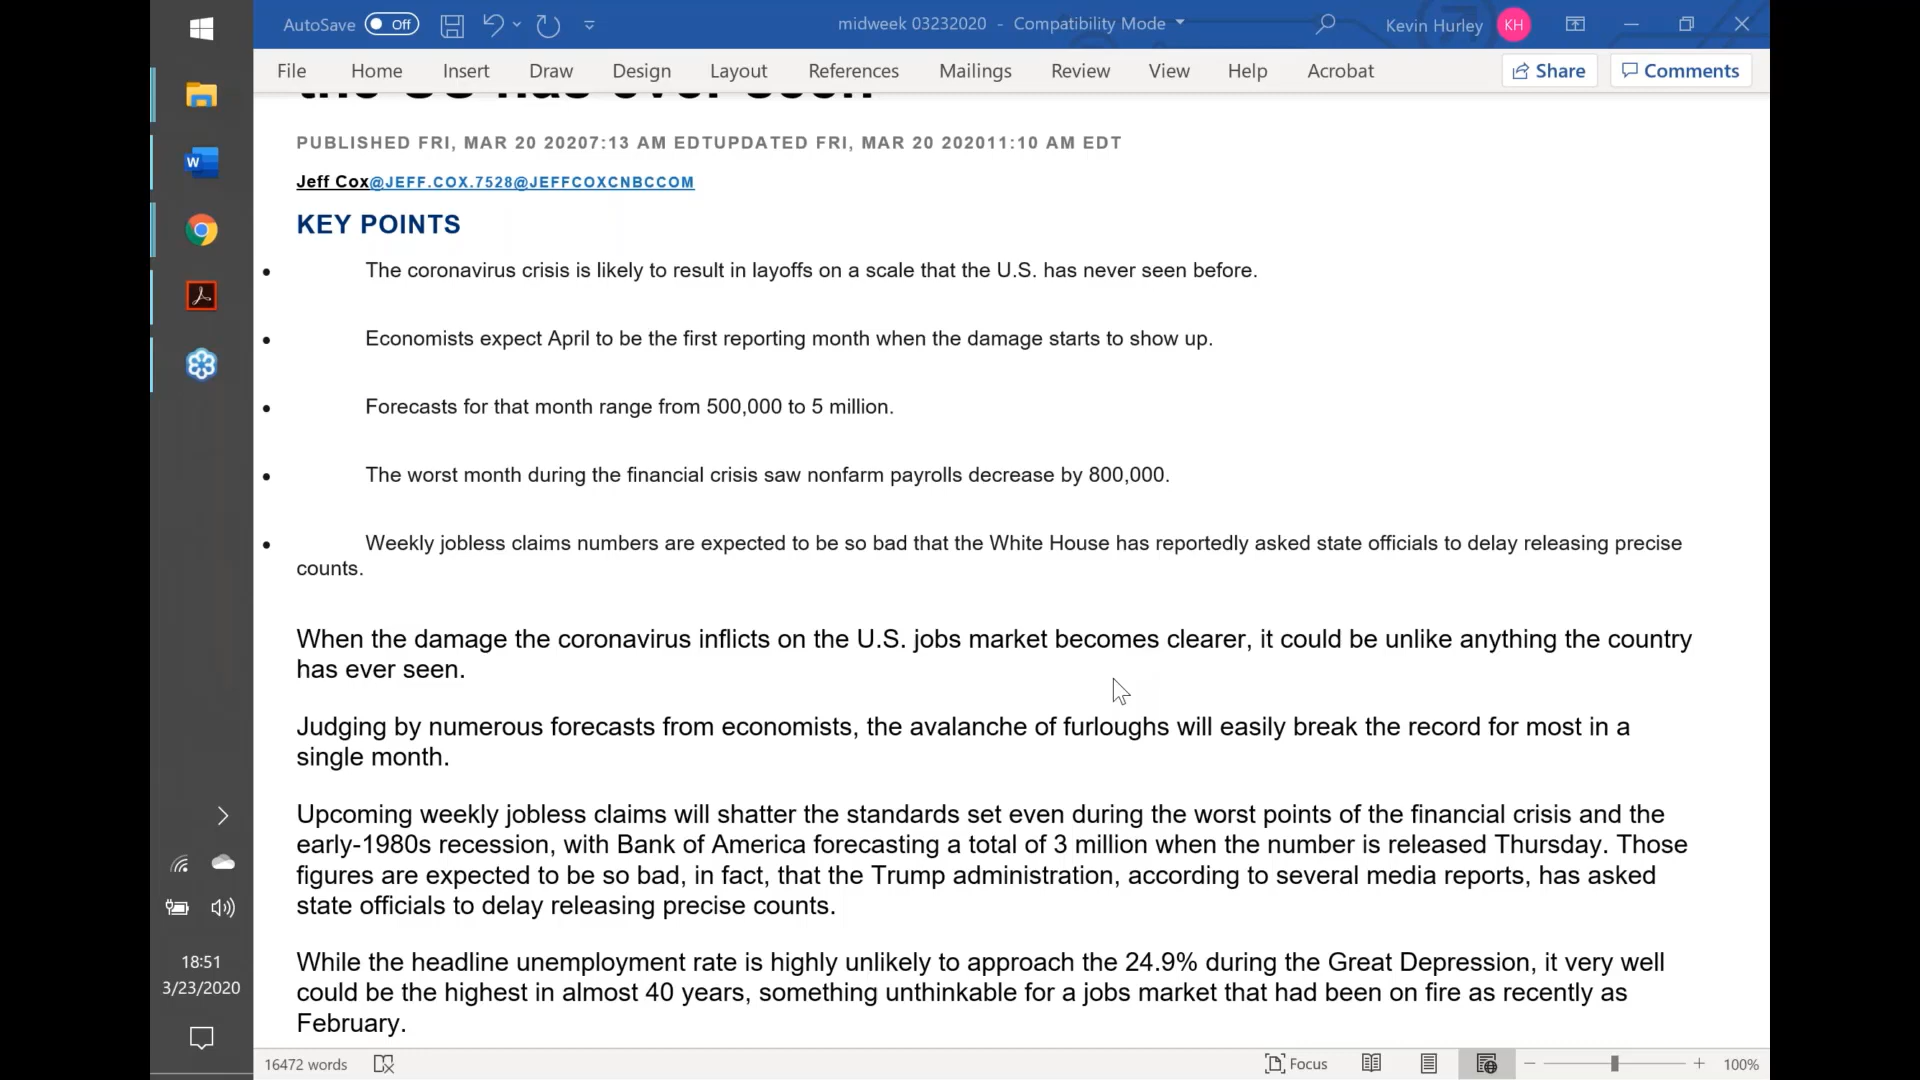 AutoSave Off midweek 03232020 - Compatibility Mode Kevin Hurley KH
File Home Insert Draw Design Layout References Mailings Review View Help Acrobat Share Comments
the US has ever seen
PUBLISHED FRI, MAR 20 20207:13 AM EDTUPDATED FRI, MAR 20 202011:10 AM EDT
Jeff Cox@JEFF.COX.7528@JEFFCOXCNBCCOM
KEY POINTS
• The coronavirus crisis is likely to result in layoffs on a scale that the U.S. has never seen before.
• Economists expect April to be the first reporting month when the damage starts to show up.
• Forecasts for that month range from 500,000 to 5 million.
• The worst month during the financial crisis saw nonfarm payrolls decrease by 800,000.
• Weekly jobless claims numbers are expected to be so bad that the White House has reportedly asked state officials to delay releasing precise
counts.
When the damage the coronavirus inflicts on the U.S. jobs market becomes clearer, it could be unlike anything the country
has ever seen.
Judging by numerous forecasts from economists, the avalanche of furloughs will easily break the record for most in a
single month.
Upcoming weekly jobless claims will shatter the standards set even during the worst points of the financial crisis and the
early-1980s recession, with Bank of America forecasting a total of 3 million when the number is released Thursday. Those
figures are expected to be so bad, in fact, that the Trump administration, according to several media reports, has asked
state officials to delay releasing precise counts.
While the headline unemployment rate is highly unlikely to approach the 24.9% during the Great Depression, it very well
could be the highest in almost 40 years, something unthinkable for a jobs market that had been on fire as recently as
February.
18:51
3/23/2020
16472 words Focus 100%